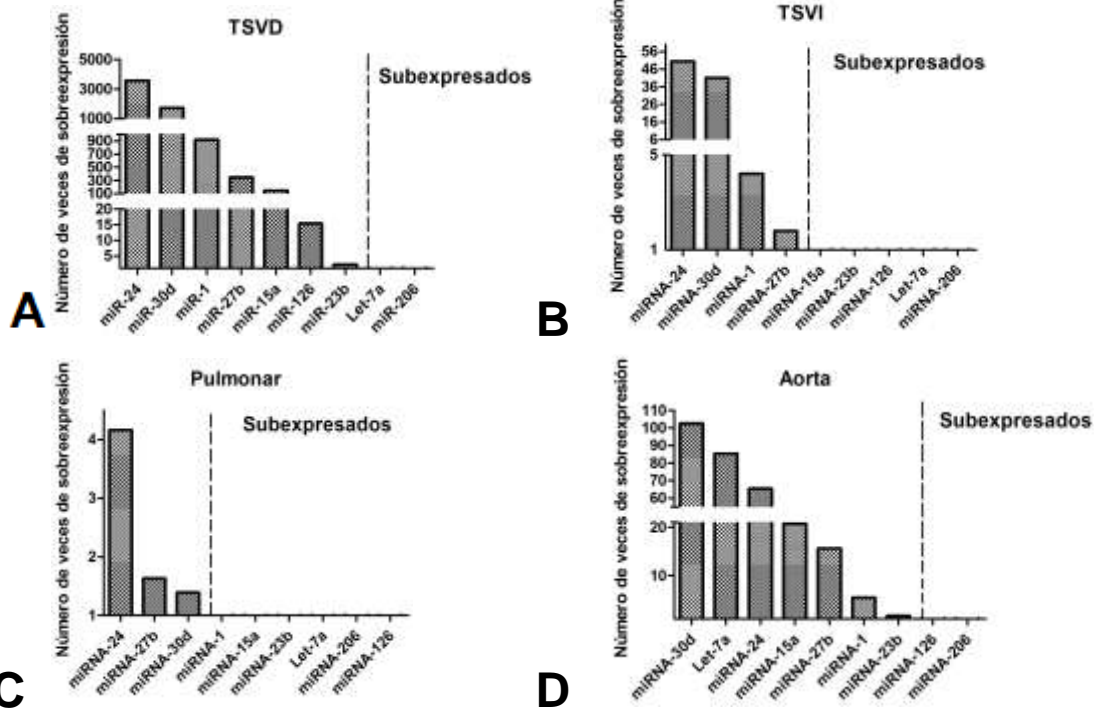 TSVD
Número de veces de sobreexpresión
5000
3000
1000
900
700
500
300
100
20
15
10
5
Subexpresados
miR-24
miR-30d
miR-1
miR-27b
miR-15a
miR-126
miR-23b
Let-7a
miR-206
A
TSVI
Número de veces de sobreexpresión
56
46
36
26
16
6
5
1
Subexpresados
miRNA-24
miRNA-30d
miRNA-1
miRNA-27b
miRNA-15a
miRNA-23b
miRNA-126
Let-7a
miRNA-206
B
Pulmonar
Número de veces de sobreexpresión
4
3
2
1
Subexpresados
miRNA-24
miRNA-27b
miRNA-30d
miRNA-1
miRNA-15a
miRNA-23b
Let-7a
miRNA-206
miRNA-126
C
Aorta
Número de veces de sobreexpresión
110
100
90
80
70
60
20
10
Subexpresados
miRNA-30d
Let-7a
miRNA-24
miRNA-15a
miRNA-27b
miRNA-1
miRNA-23b
miRNA-126
miRNA-206
D